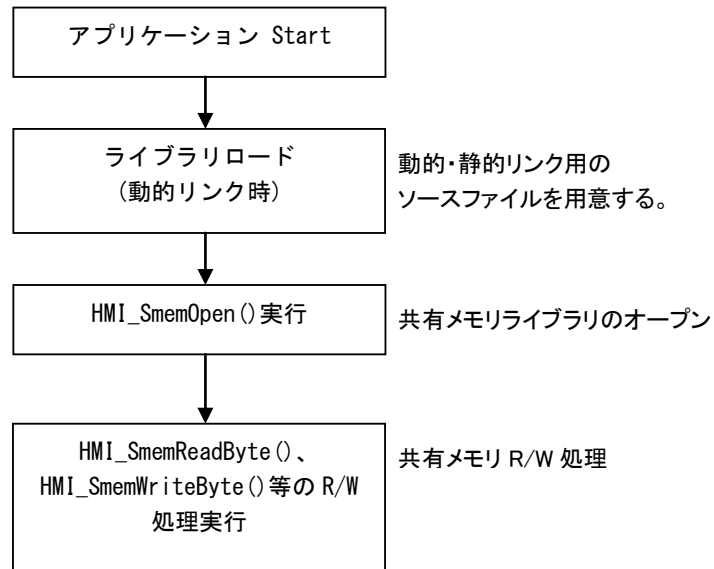 アプリケーション Start
ライブラリロード
(動的リンク時)
動的・静的リンク用の
ソースファイルを用意する。
HMI_SmemOpen()実行
共有メモリライブラリのオープン
HMI_SmemReadByte()、
HMI_SmemWriteByte()等の R/W
処理実行
共有メモリ R/W 処理